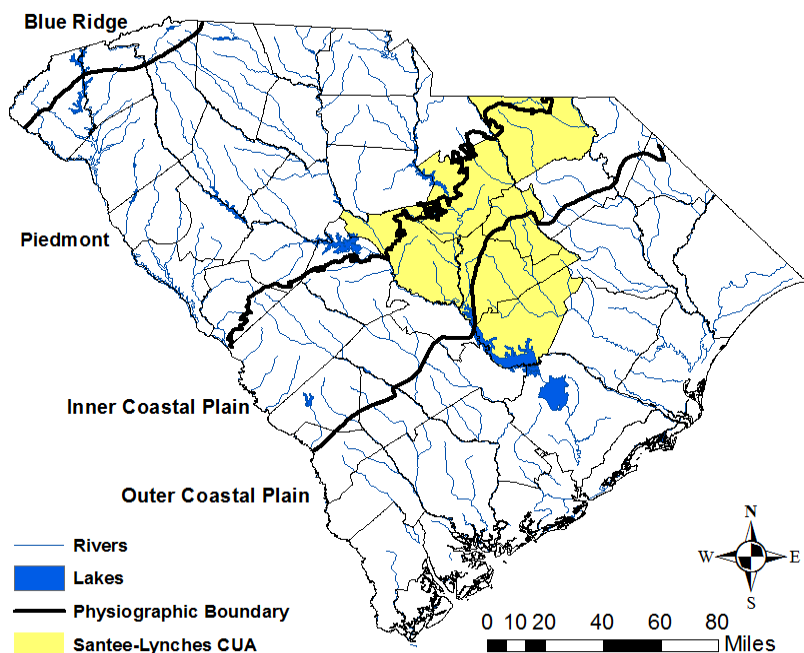 Blue Ridge
Piedmont
Inner Coastal Plain
Outer Coastal Plain
Rivers
Lakes
Physiographic Boundary
Santee-Lynches CUA
N
W E
S
0 10 20 40 60 80
Miles